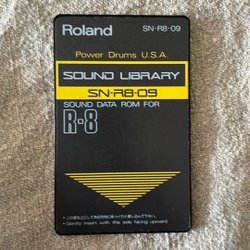 Roland SN-R8-09
Power Drums U.S.A.
SOUND LIBRARY
SN-R8-09
SOUND DATA ROM FOR
R-8
• Gently insert with this side facing upward.